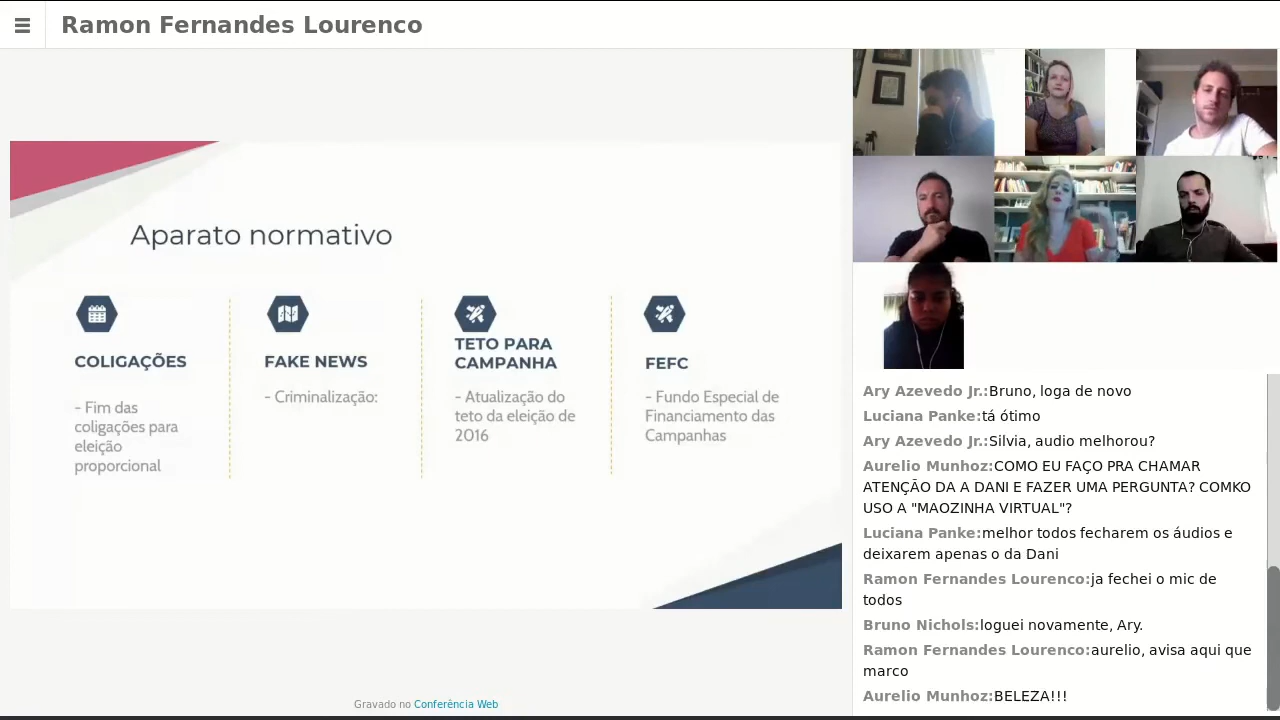 Ramon Fernandes Lourenco
Aparato normativo
COLIGAÇÕES
- Fim das
coligações para
eleição
proporcional
FAKE NEWS
- Criminalização:
TETO PARA
CAMPANHA
- Atualização do
teto da eleição de
2016
FEFC
- Fundo Especial de
Financiamento das
Campanhas
Gravado no Conferência Web
Ary Azevedo Jr.:Bruno, loga de novo
Luciana Panke:tá ótimo
Ary Azevedo Jr.:Silvia, audio melhorou?
Aurelio Munhoz:COMO EU FAÇO PRA CHAMAR
ATENÇÃO DA A DANI E FAZER UMA PERGUNTA? COMKO
USO A "MAOZINHA VIRTUAL"?
Luciana Panke:melhor todos fecharem os áudios e
deixarem apenas o da Dani
Ramon Fernandes Lourenco:ja fechei o mic de
todos
Bruno Nichols:loguei novamente, Ary.
Ramon Fernandes Lourenco:aurelio, avisa aqui que
marco
Aurelio Munhoz:BELEZA!!!